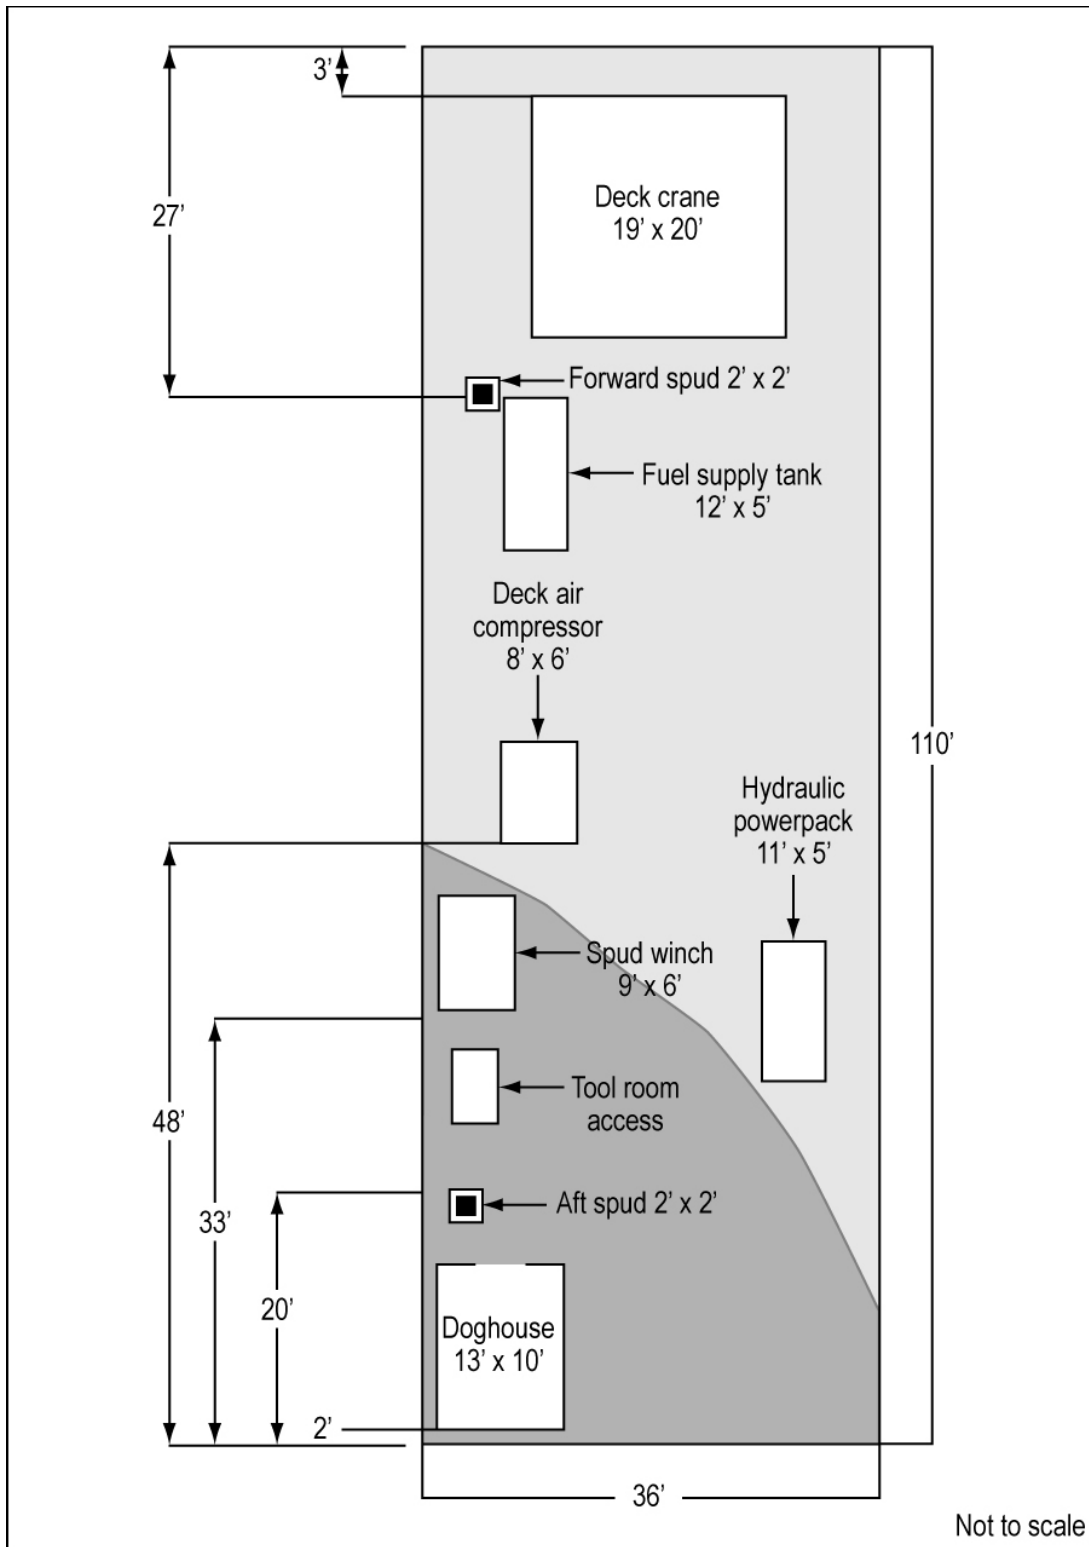 3’
27’
Deck crane
19’ x 20’
Forward spud 2’ x 2’
Fuel supply tank
12’ x 5’
Deck air
compressor
8’ x 6’
110’
Hydraulic
powerpack
11’ x 5’
Spud winch
9’ x 6’
Tool room
access
48’
Aft spud 2’ x 2’
33’
20’
Doghouse
13’ x 10’
2’
36’
Not to scale